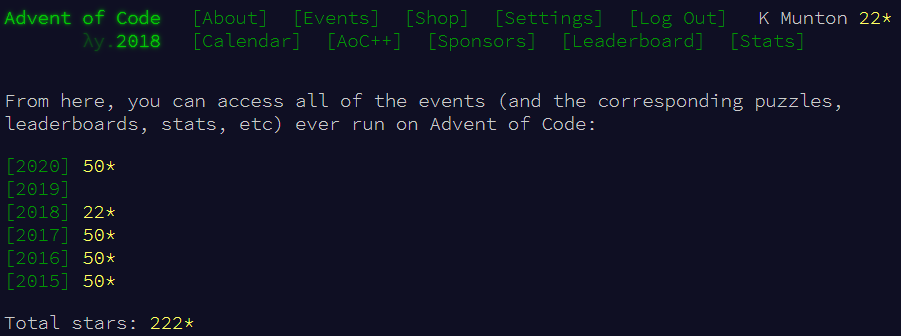 Advent of Code [About] [Events] [Shop] [Settings] [Log Out] K Munton 22*
λy.2018 [Calendar] [AoC++] [Sponsors] [Leaderboard] [Stats]
From here, you can access all of the events (and the corresponding puzzles,
leaderboards, stats, etc) ever run on Advent of Code:
[2020] 50*
[2019]
[2018] 22*
[2017] 50*
[2016] 50*
[2015] 50*
Total stars: 222*